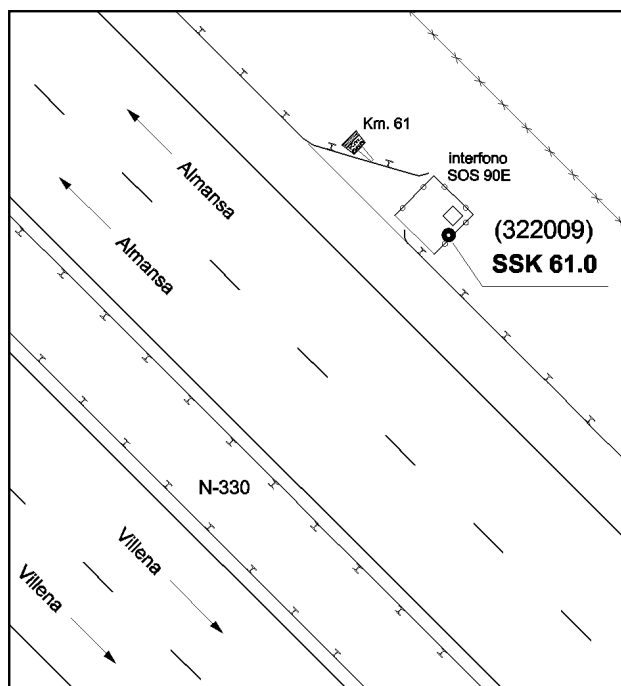 Km. 61
interfono
SOS 90E
(322009)
SSK 61.0
Almansa
Almansa
N-330
Villena
Villena